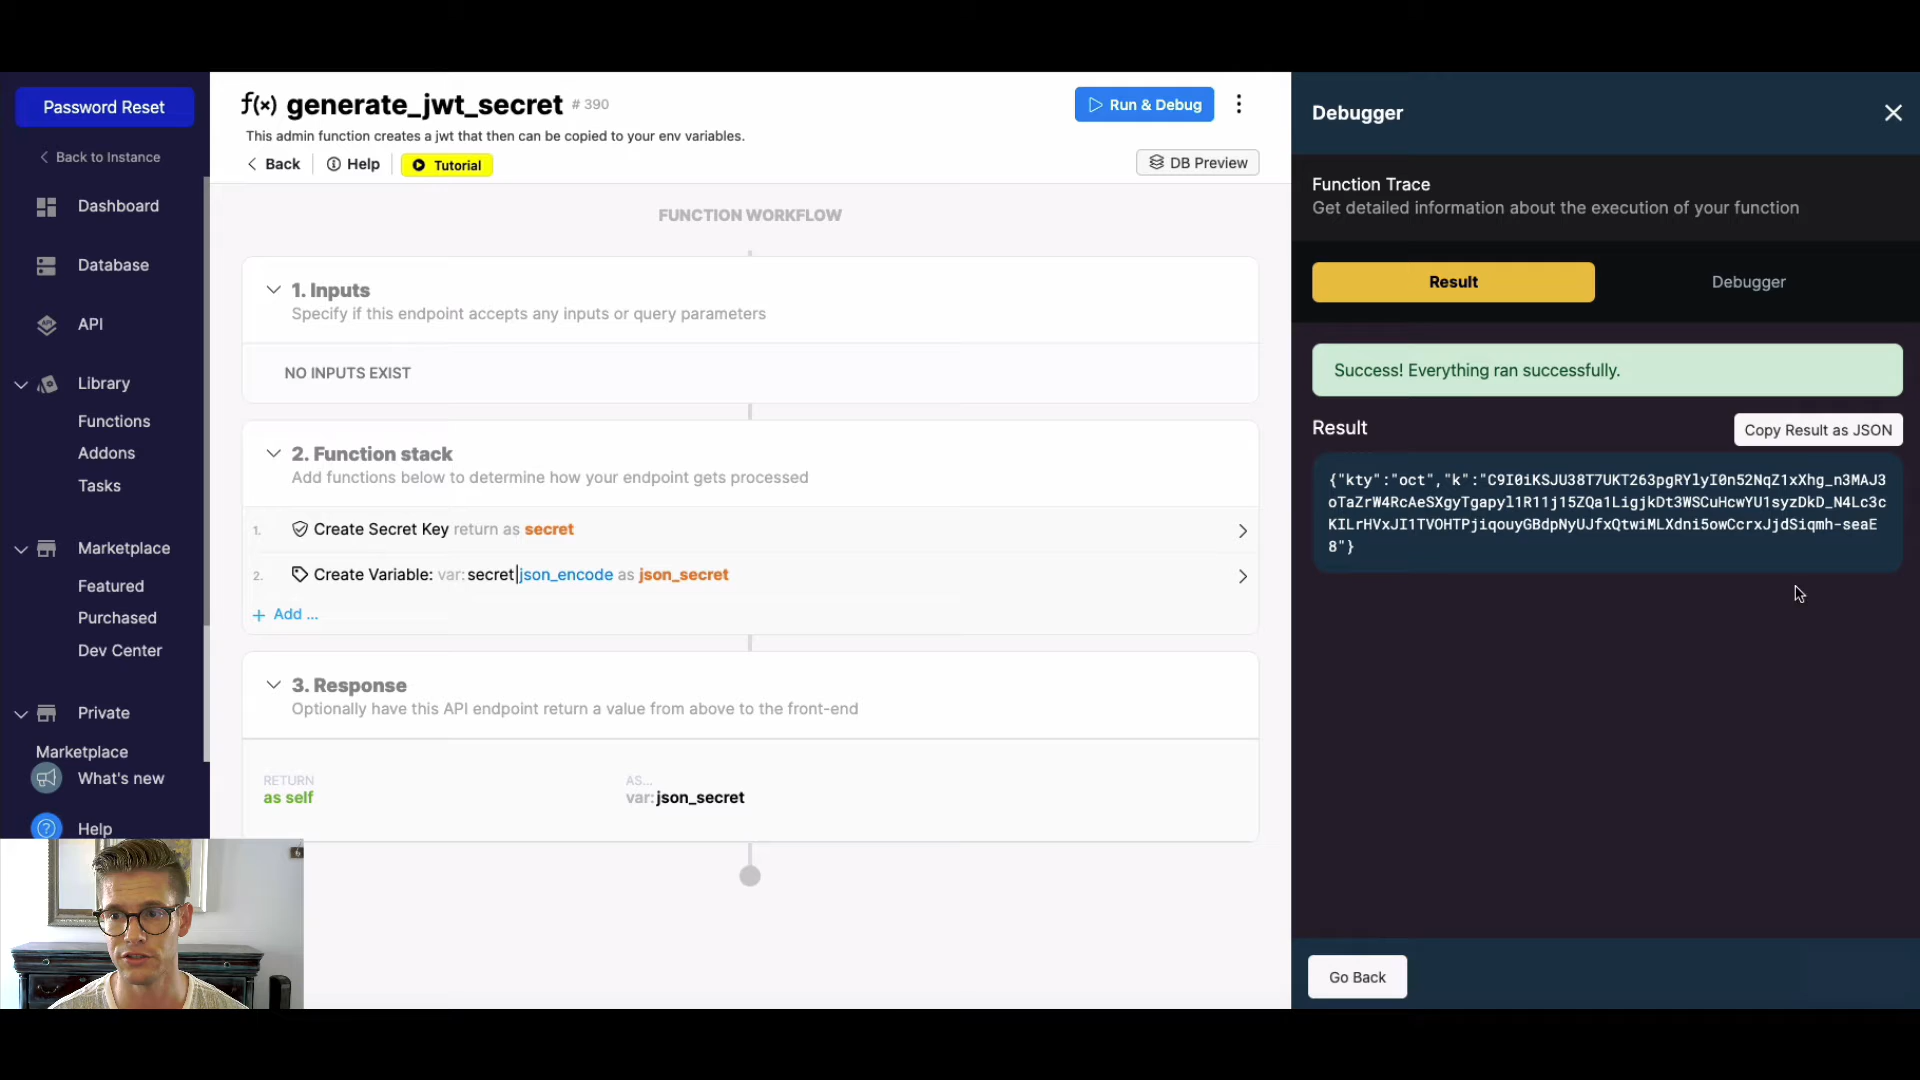 Password Reset
Back to Instance
Dashboard
Database
API
Library
Functions
Addons
Tasks
Marketplace
Featured
Purchased
Dev Center
Private
Marketplace
What's new
Help
f(x) generate_jwt_secret # 390
This admin function creates a jwt that then can be copied to your env variables.
Back
Help
Tutorial
Run & Debug
DB Preview
FUNCTION WORKFLOW
1. Inputs
Specify if this endpoint accepts any inputs or query parameters
NO INPUTS EXIST
2. Function stack
Add functions below to determine how your endpoint gets processed
1. Create Secret Key return as secret
2. Create Variable: var:secret|json_encode as json_secret
+ Add ...
3. Response
Optionally have this API endpoint return a value from above to the front-end
RETURN
as self
AS...
var:json_secret
Debugger
Function Trace
Get detailed information about the execution of your function
Result
Debugger
Success! Everything ran successfully.
Result
Copy Result as JSON
{"kty":"oct","k":"C9I0iKSJU38T7UKT263pgRYlyI0n52NqZ1xXhg_n3MAJ3
oTaZrW4RcAeSXgyTgapyl1R11j15ZQa1LigjkDt3WSCuHcwYU1syzDkD_N4Lc3c
KILrHVxJI1TVOHTPjiqouyGBdpNyUJfxQtwiMLXdni5owCcrxJjdSiqmh-seaE
8"}
Go Back